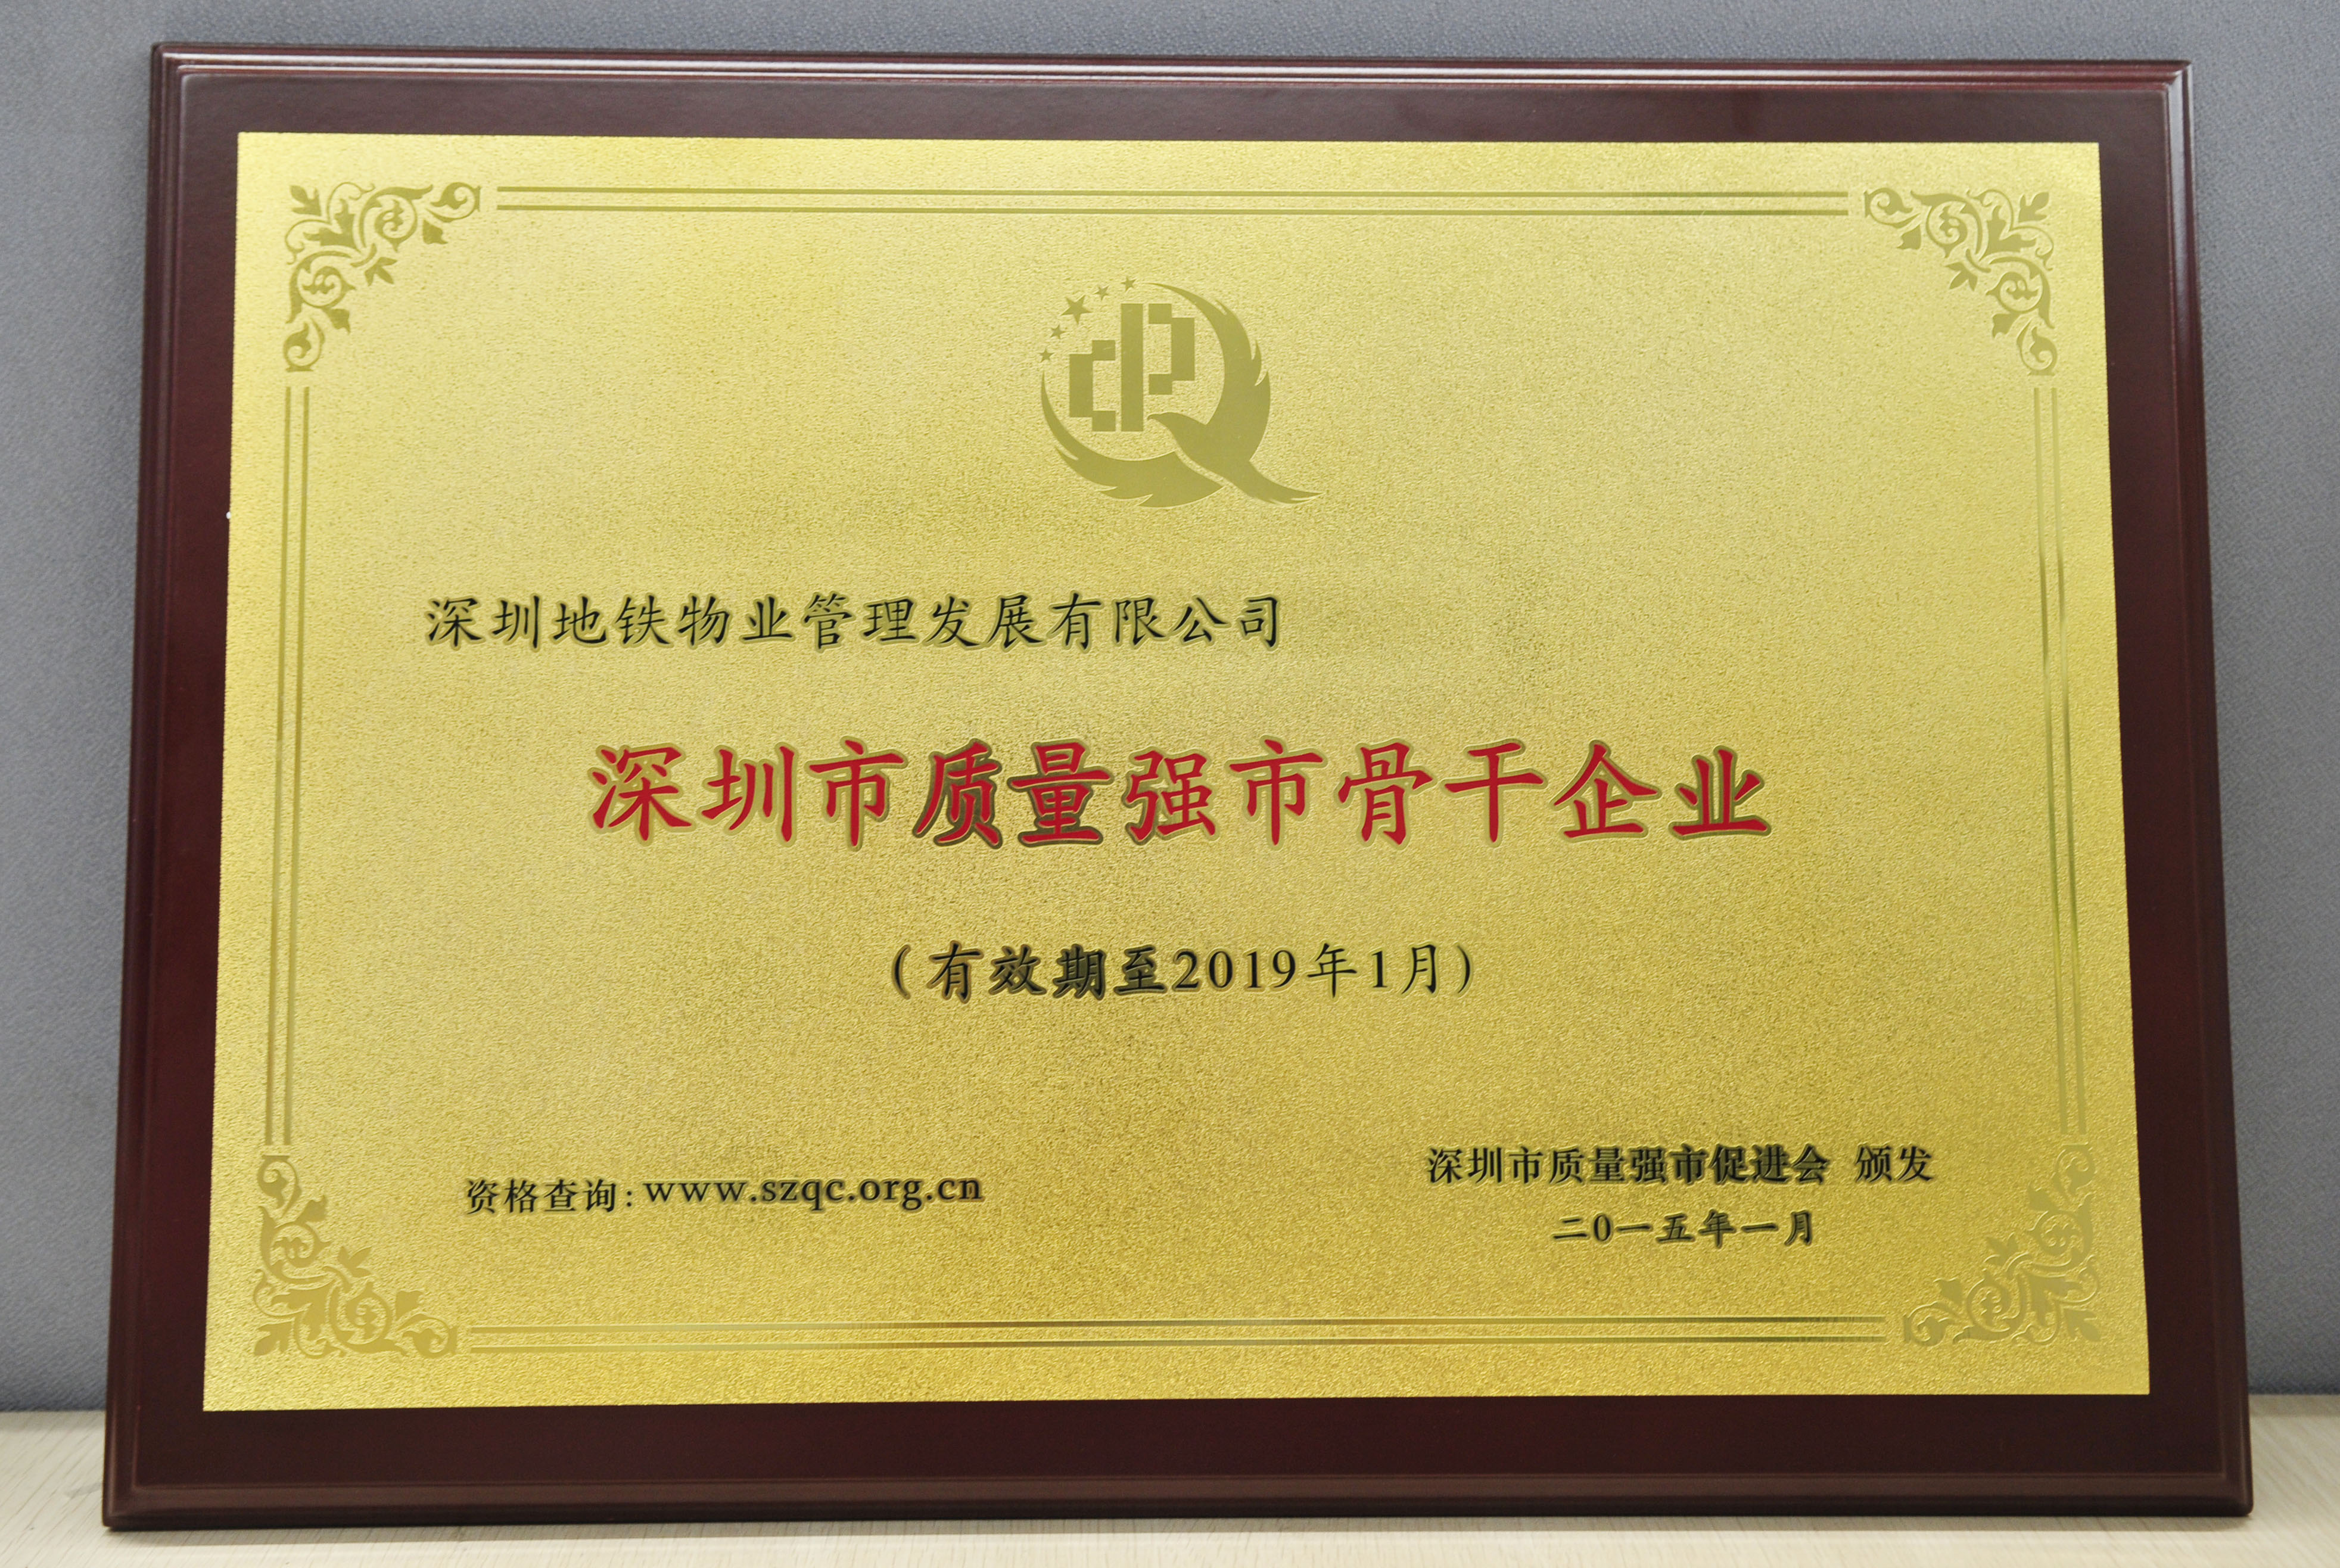 深圳地铁物业管理发展有限公司
深圳市质量强市骨干企业
(有效期至2019年1月)
资格查询:www.szqc.org.cn
深圳市质量强市促进会 颁发
二0一五年一月